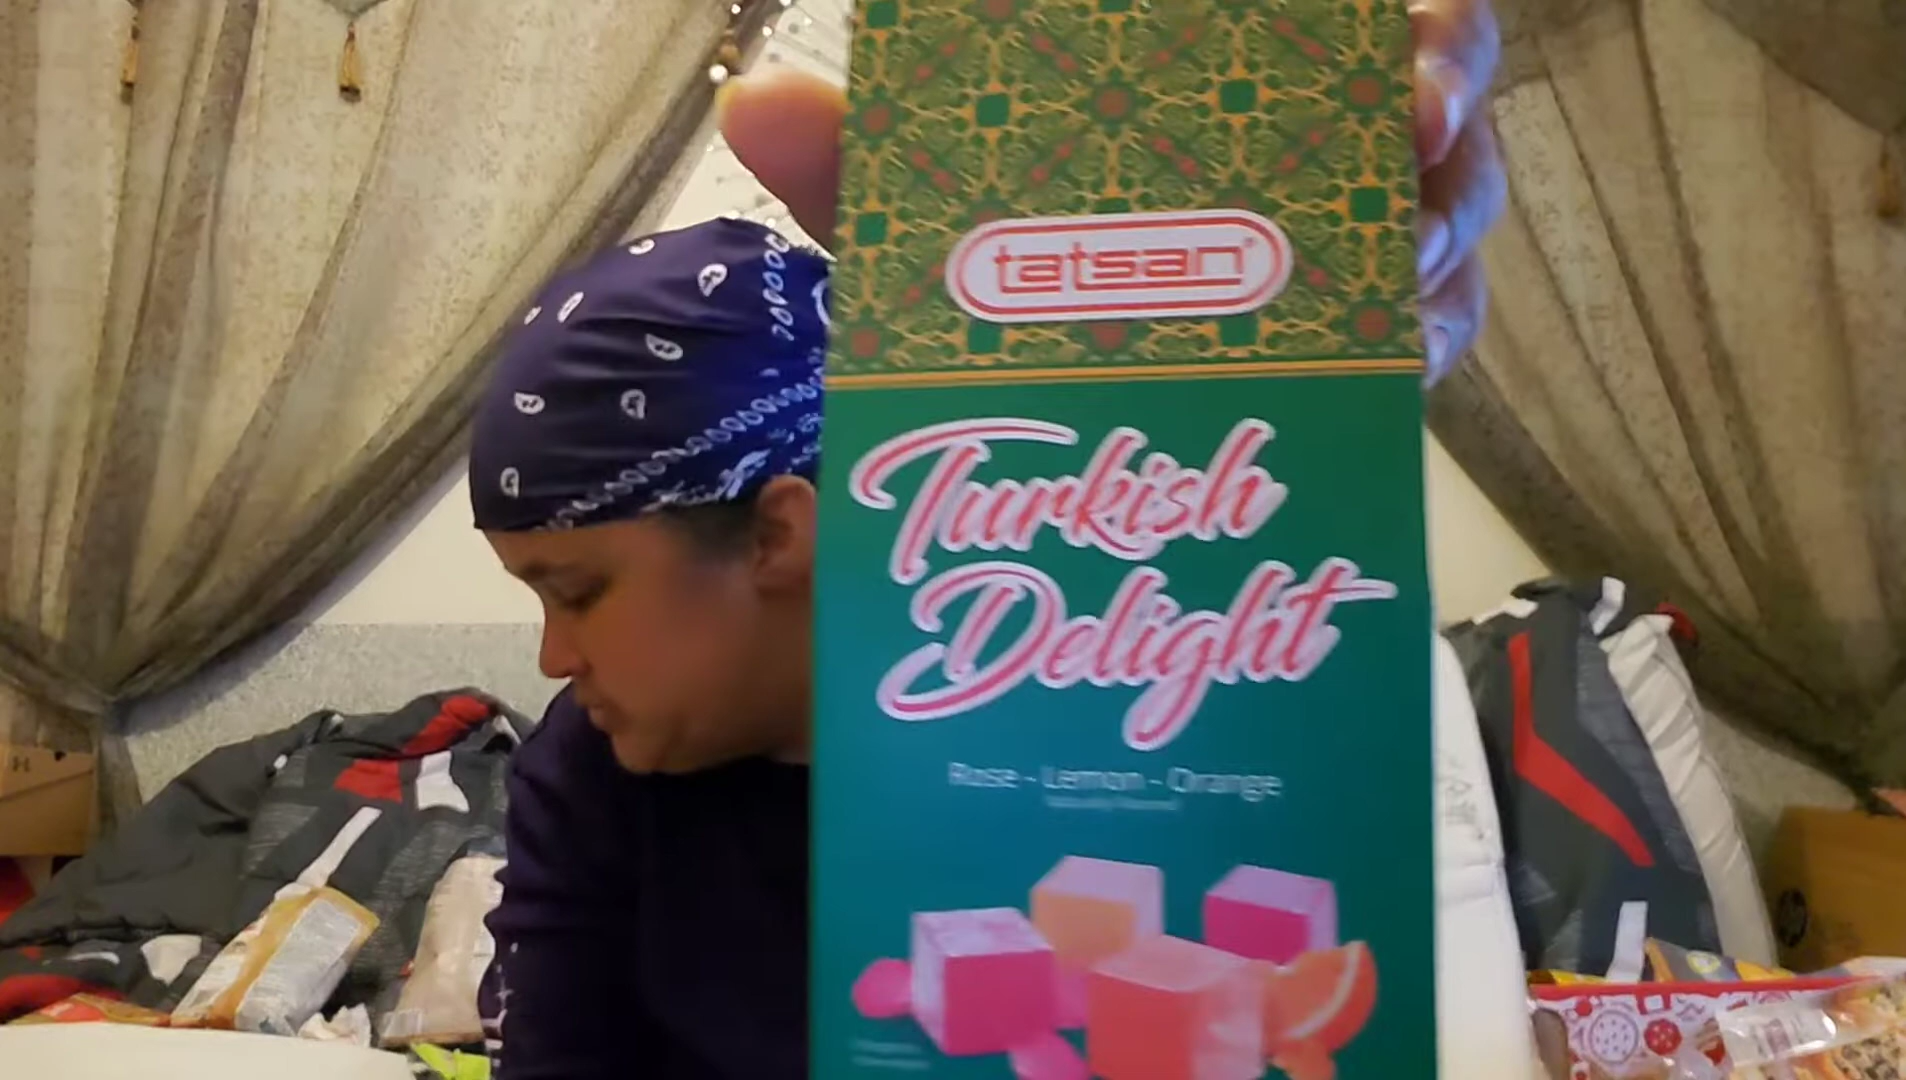 tatsan
Turkish
Delight
Rose - Lemon - Orange